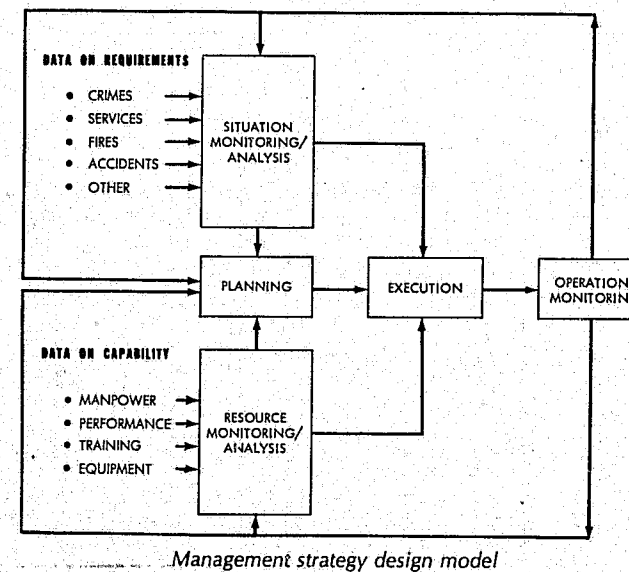 DATA ON REQUIREMENTS
• CRIMES
• SERVICES
• FIRES
• ACCIDENTS
• OTHER
SITUATION
MONITORING/
ANALYSIS
PLANNING
EXECUTION
OPERATION
MONITORIN
DATA ON CAPABILITY
• MANPOWER
• PERFORMANCE
• TRAINING
• EQUIPMENT
RESOURCE
MONITORING/
ANALYSIS
Management strategy design model